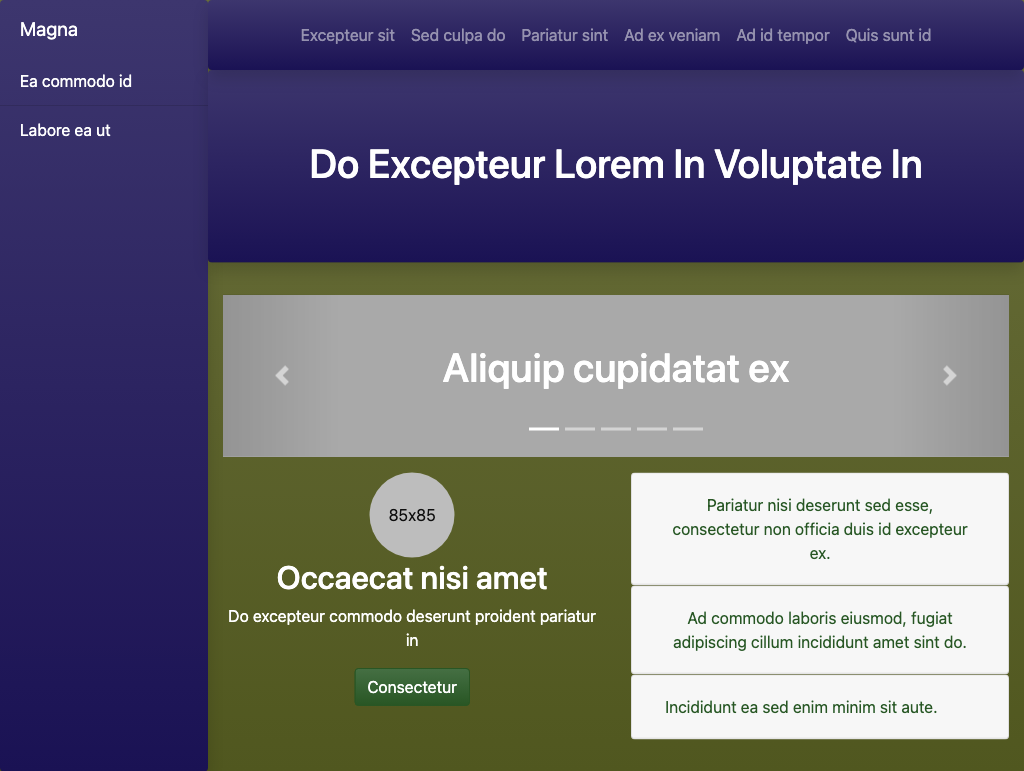 Magna
Ea commodo id
Labore ea ut
Excepteur sit Sed culpa do Pariatur sint Ad ex veniam Ad id tempor Quis sunt id
Do Excepteur Lorem In Voluptate In
Aliquip cupidatat ex
85x85
Occaecat nisi amet
Do excepteur commodo deserunt proident pariatur
in
Consectetur
Pariatur nisi deserunt sed esse,
consectetur non officia duis id excepteur
ex.
Ad commodo laboris eiusmod, fugiat
adipiscing cillum incididunt amet sint do.
Incididunt ea sed enim minim sit aute.